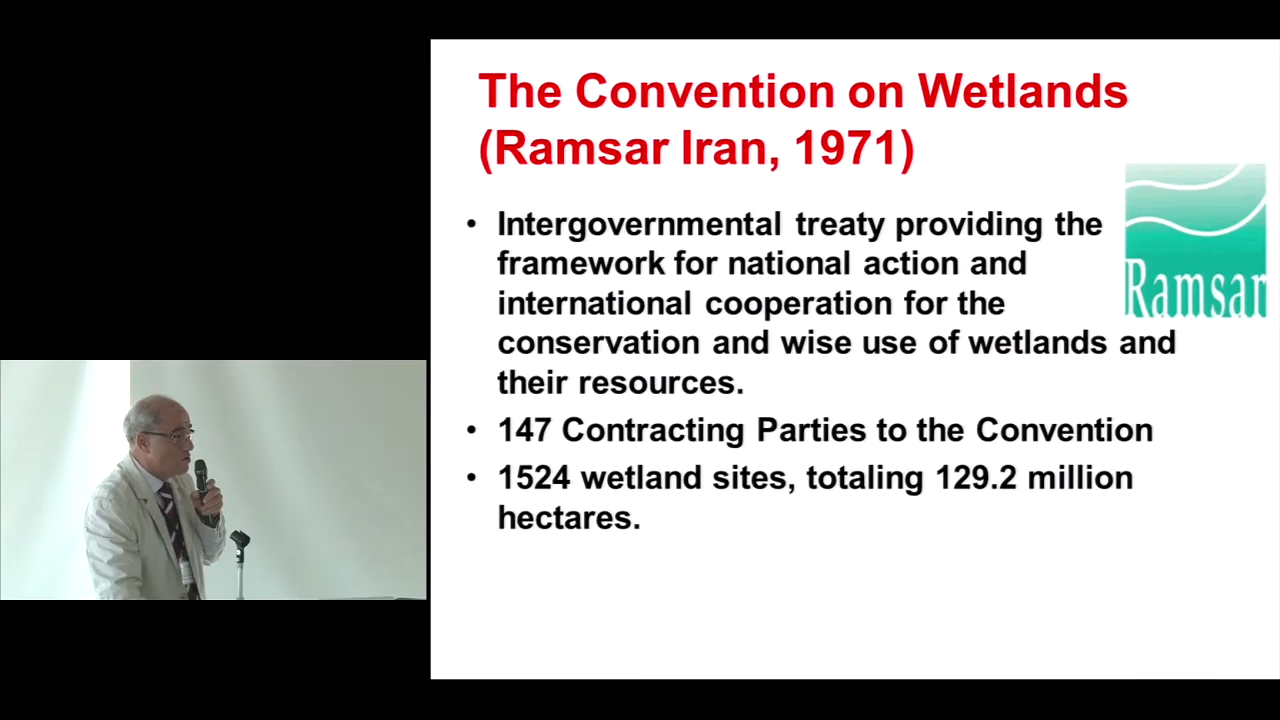 The Convention on Wetlands
(Ramsar Iran, 1971)
• Intergovernmental treaty providing the
framework for national action and
international cooperation for the
conservation and wise use of wetlands and
their resources.
• 147 Contracting Parties to the Convention
• 1524 wetland sites, totaling 129.2 million
hectares.
Ramsar